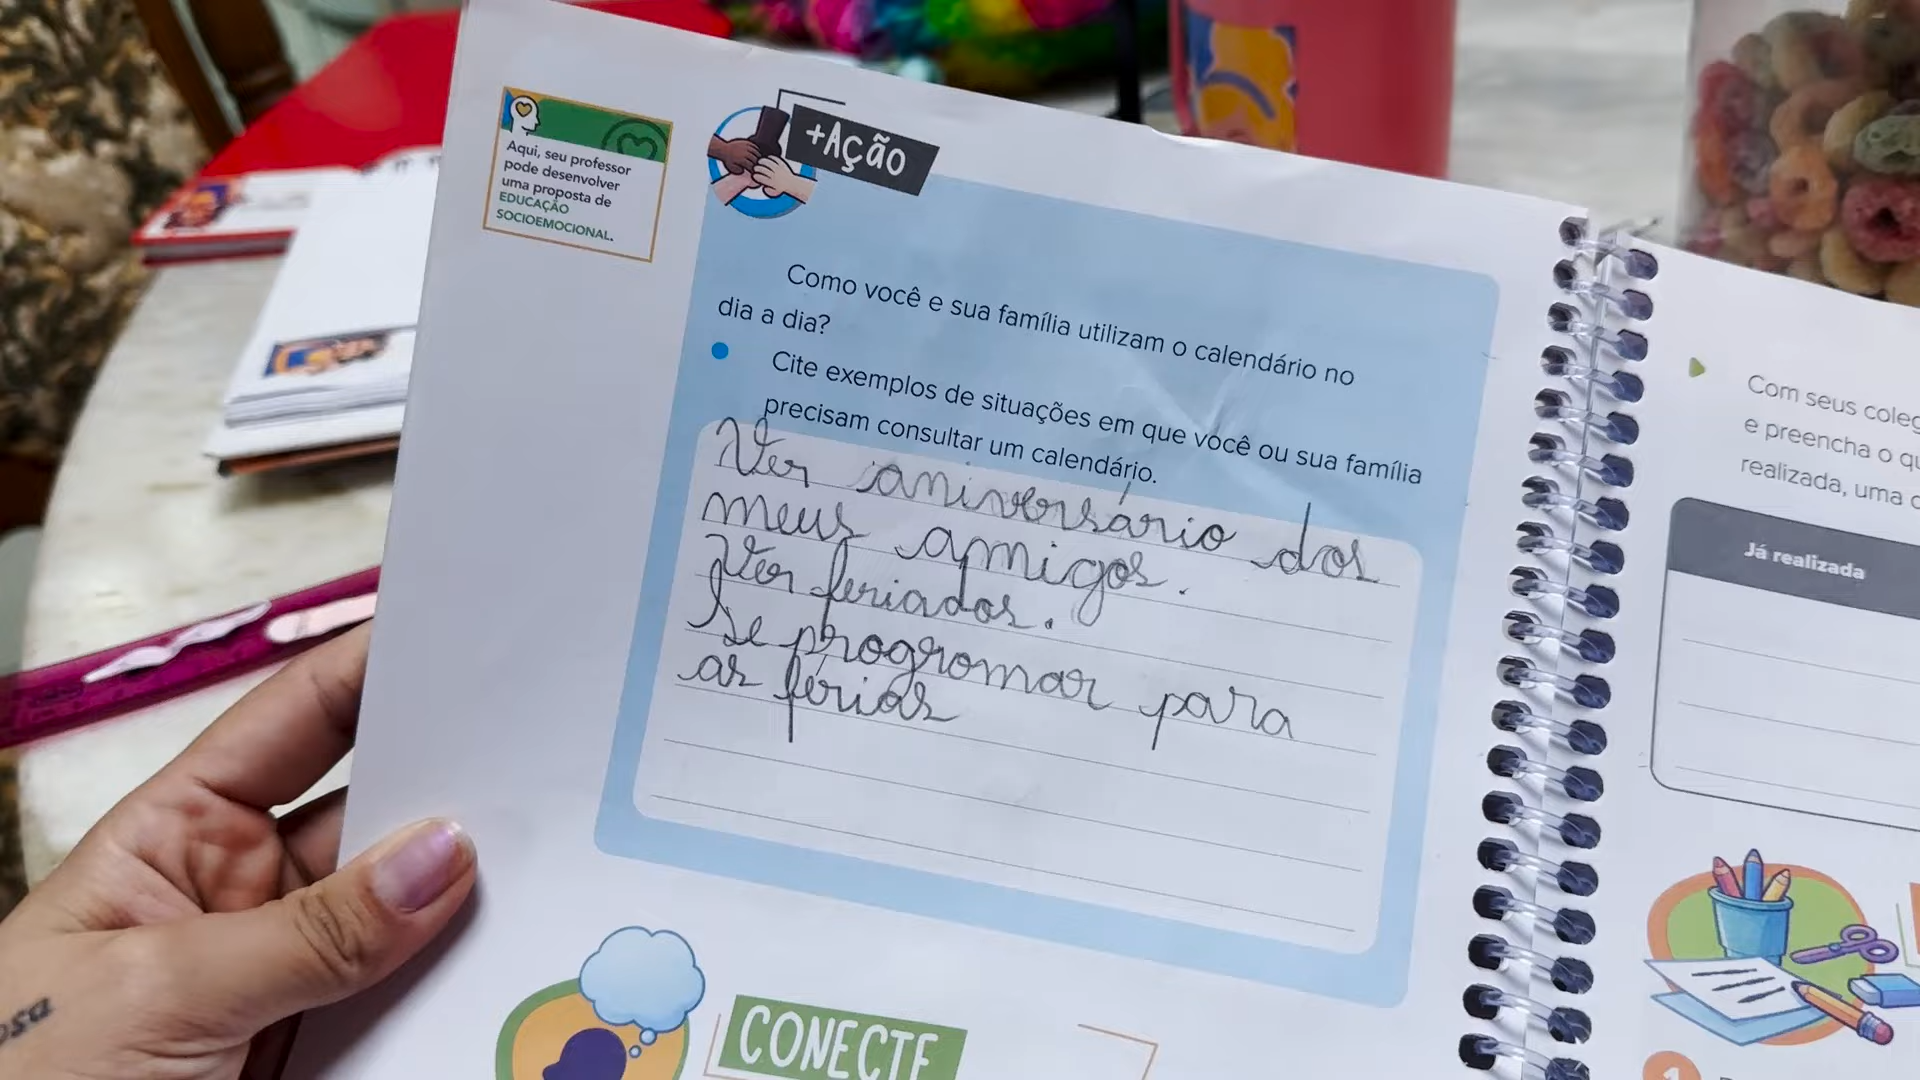 Aqui, seu professor
pode desenvolver
uma proposta de
EDUCAÇÃO
SOCIOEMOCIONAL.
+AÇÃO
Como você e sua família utilizam o calendário no
dia a dia?
Cite exemplos de situações em que você ou sua família
precisam consultar um calendário.
Ver aniversário dos
meus amigos.
Ver feriados.
Se programar para
as férias
CONECTE
Com seus coleg
e preencha o qu
realizada, uma c
Já realizada
osa